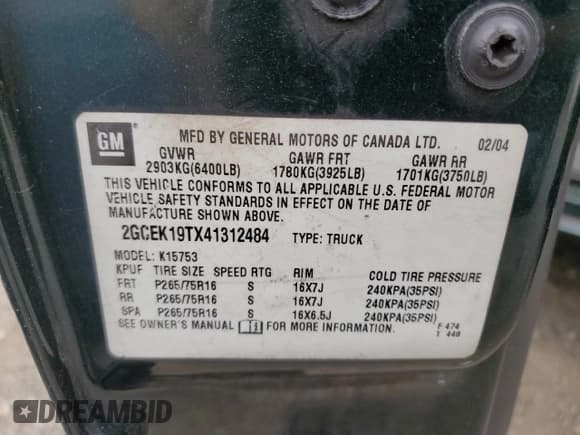 GM
MFD BY GENERAL MOTORS OF CANADA LTD. 02/04
GVWR GAWR FRT GAWR RR
2903KG(6400LB) 1780KG(3925LB) 1701KG(3750LB)
THIS VEHICLE CONFORMS TO ALL APPLICABLE U.S. FEDERAL MOTOR
VEHICLE SAFETY STANDARDS IN EFFECT ON THE DATE OF
MANUFACTURE SHOWN ABOVE.
2GCEK19TX41312484 TYPE: TRUCK
MODEL: K15753
KPUF TIRE SIZE SPEED RTG RIM COLD TIRE PRESSURE
FRT P265/75R16 S 16X7J 240KPA(35PSI)
RR P265/75R16 S 16X7J 240KPA(35PSI)
SPA P265/75R16 S 16X6.5J 240KPA(35PSI)
SEE OWNER'S MANUAL FOR MORE INFORMATION. F 474
T 448
DREAMBID